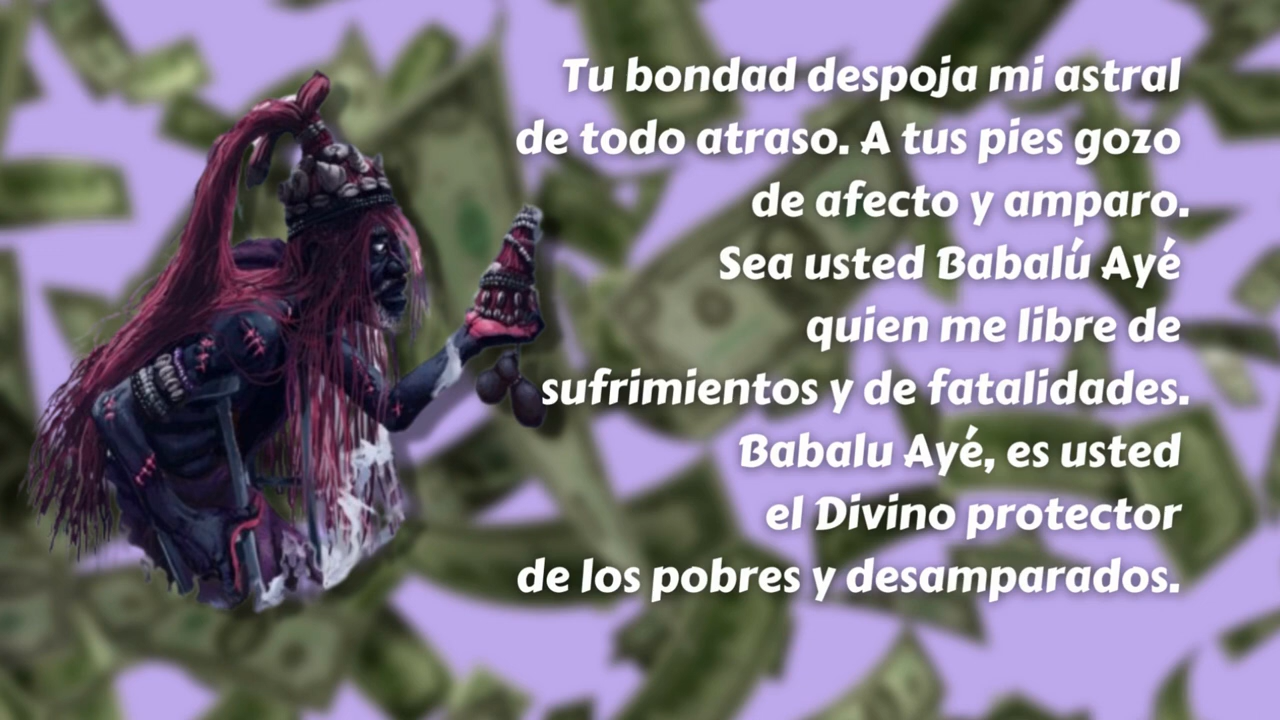 Tu bondad despoja mi astral
de todo atraso. A tus pies gozo
de afecto y amparo.
Sea usted Babalú Ayé
quien me libre de
sufrimientos y de fatalidades.
Babalu Ayé, es usted
el Divino protector
de los pobres y desamparados.